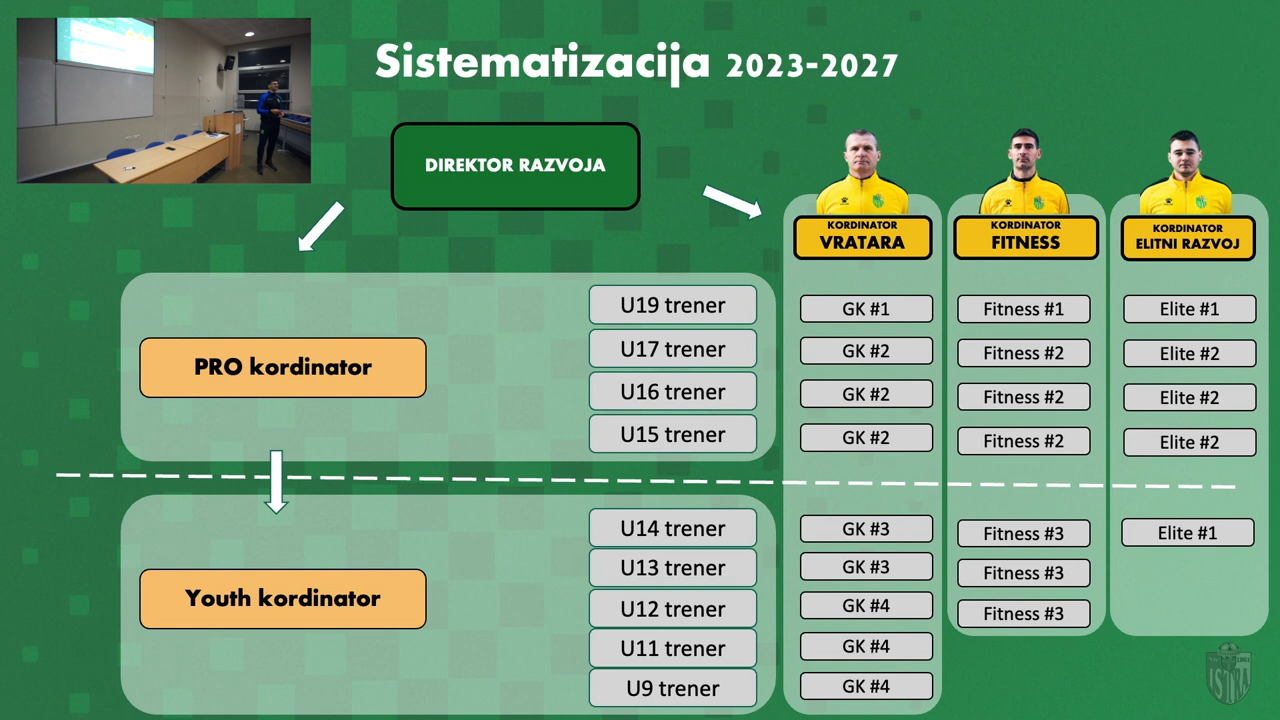 Sistematizacija 2023-2027
DIREKTOR RAZVOJA
KORDINATOR
VRATARA
KORDINATOR
FITNESS
KORDINATOR
ELITNI RAZVOJ
PRO kordinator
U19 trener
GK #1
Fitness #1
Elite #1
U17 trener
GK #2
Fitness #2
Elite #2
U16 trener
GK #2
Fitness #2
Elite #2
U15 trener
GK #2
Fitness #2
Elite #2
Youth kordinator
U14 trener
GK #3
Fitness #3
Elite #1
U13 trener
GK #3
Fitness #3
U12 trener
GK #4
Fitness #3
U11 trener
GK #4
U9 trener
GK #4